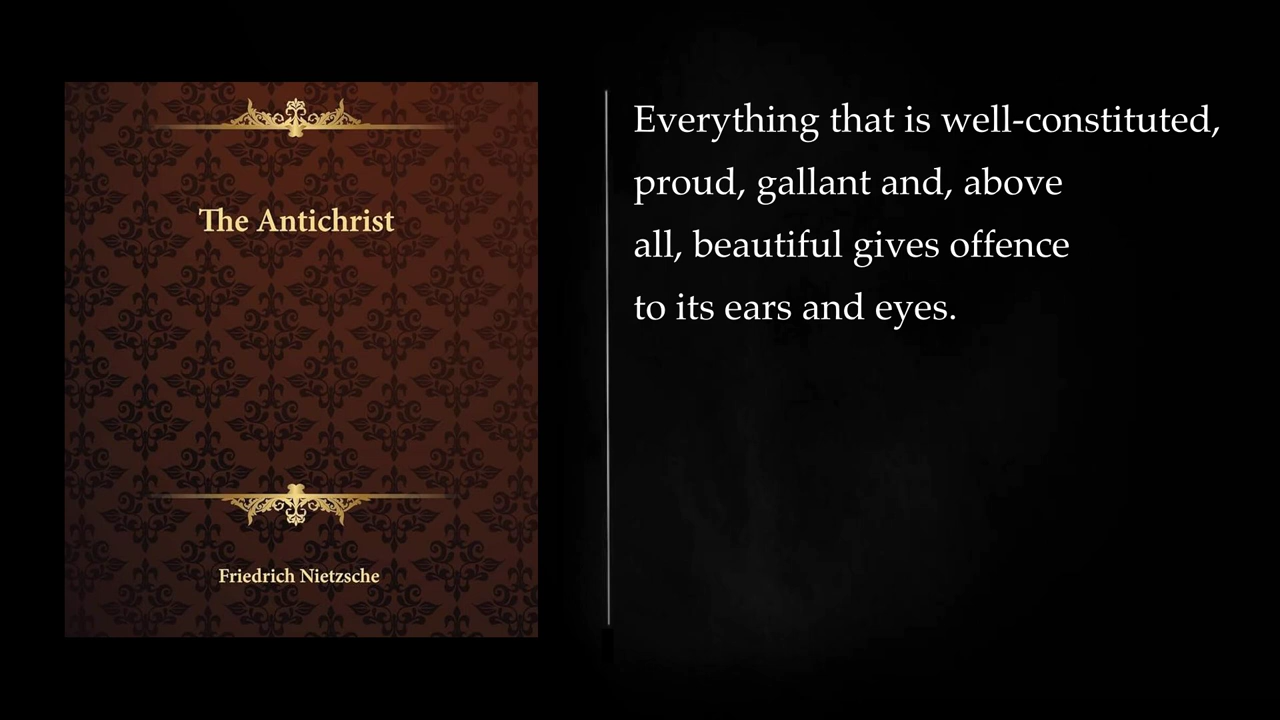 The Antichrist
Friedrich Nietzsche
Everything that is well-constituted,
proud, gallant and, above
all, beautiful gives offence
to its ears and eyes.